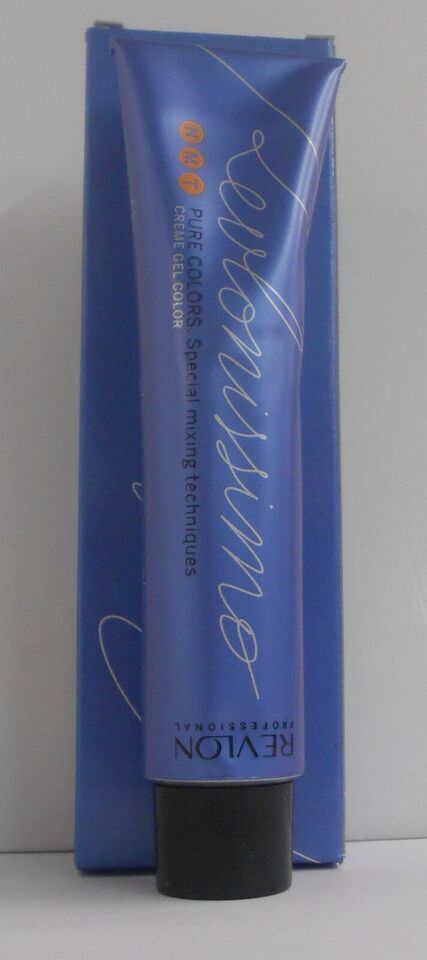 Revlonissimo
NMT PURE COLORS. Special mixing techniques
CREME GEL COLOR
REVLON
PROFESSIONAL